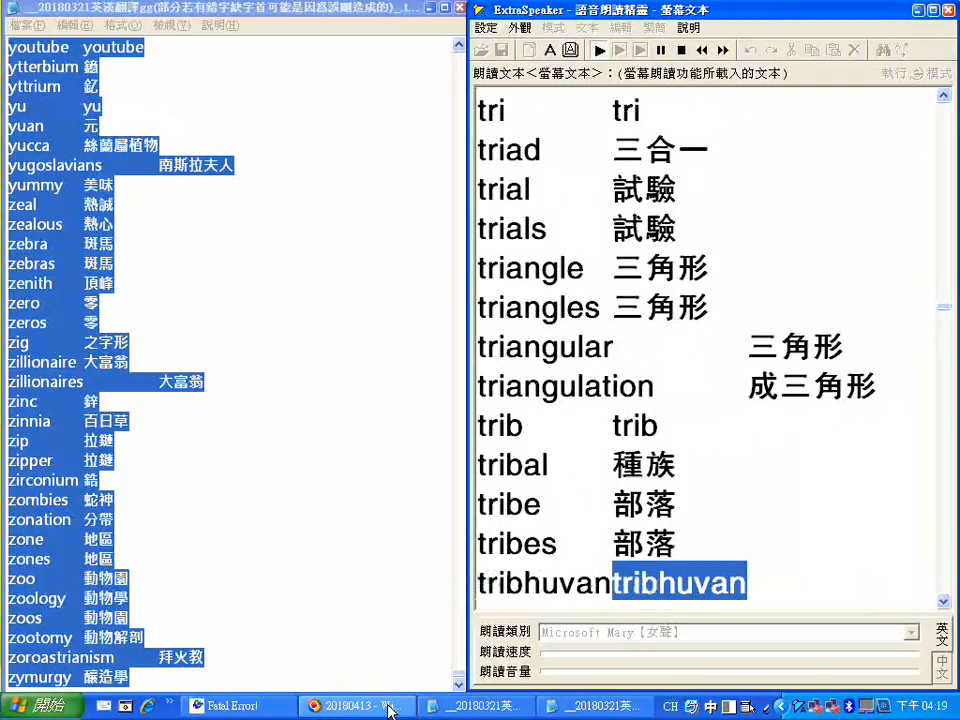 __20180321英漢翻譯gg(部分若有錯字缺字首可能是因爲誤刪造成的)_.t...
檔案(F) 編輯(E) 格式(O) 檢視(V) 說明(H)
youtube youtube
ytterbium 鐿
yttrium 釔
yu yu
yuan 元
yucca 絲蘭屬植物
yugoslavians 南斯拉夫人
yummy 美味
zeal 熱誠
zealous 熱心
zebra 斑馬
zebras 斑馬
zenith 頂峰
zero 零
zeros 零
zig 之字形
zillionaire 大富翁
zillionaires 大富翁
zinc 鋅
zinnia 百日草
zip 拉鏈
zipper 拉鏈
zirconium 鋯
zombies 蛇神
zonation 分帶
zone 地區
zones 地區
zoo 動物園
zoology 動物學
zoos 動物園
zootomy 動物解剖
zoroastrianism 拜火教
zymurgy 釀造學
ExtraSpeaker - 語音朗讀精靈 - 螢幕文本
設定 外觀 模式 文本 編輯 繁簡 說明
朗讀文本<螢幕文本>：(螢幕朗讀功能所載入的文本)
執行 模式
tri tri
triad 三合一
trial 試驗
trials 試驗
triangle 三角形
triangles 三角形
triangular 三角形
triangulation 成三角形
trib trib
tribal 種族
tribe 部落
tribes 部落
tribhuvan tribhuvan
朗讀類別 Microsoft Mary【女聲】
朗讀速度
朗讀音量
英文
中文
開始 Fatal Error! 20180413 - W... __20180321英... __20180321英... CH 中 下午 04:19